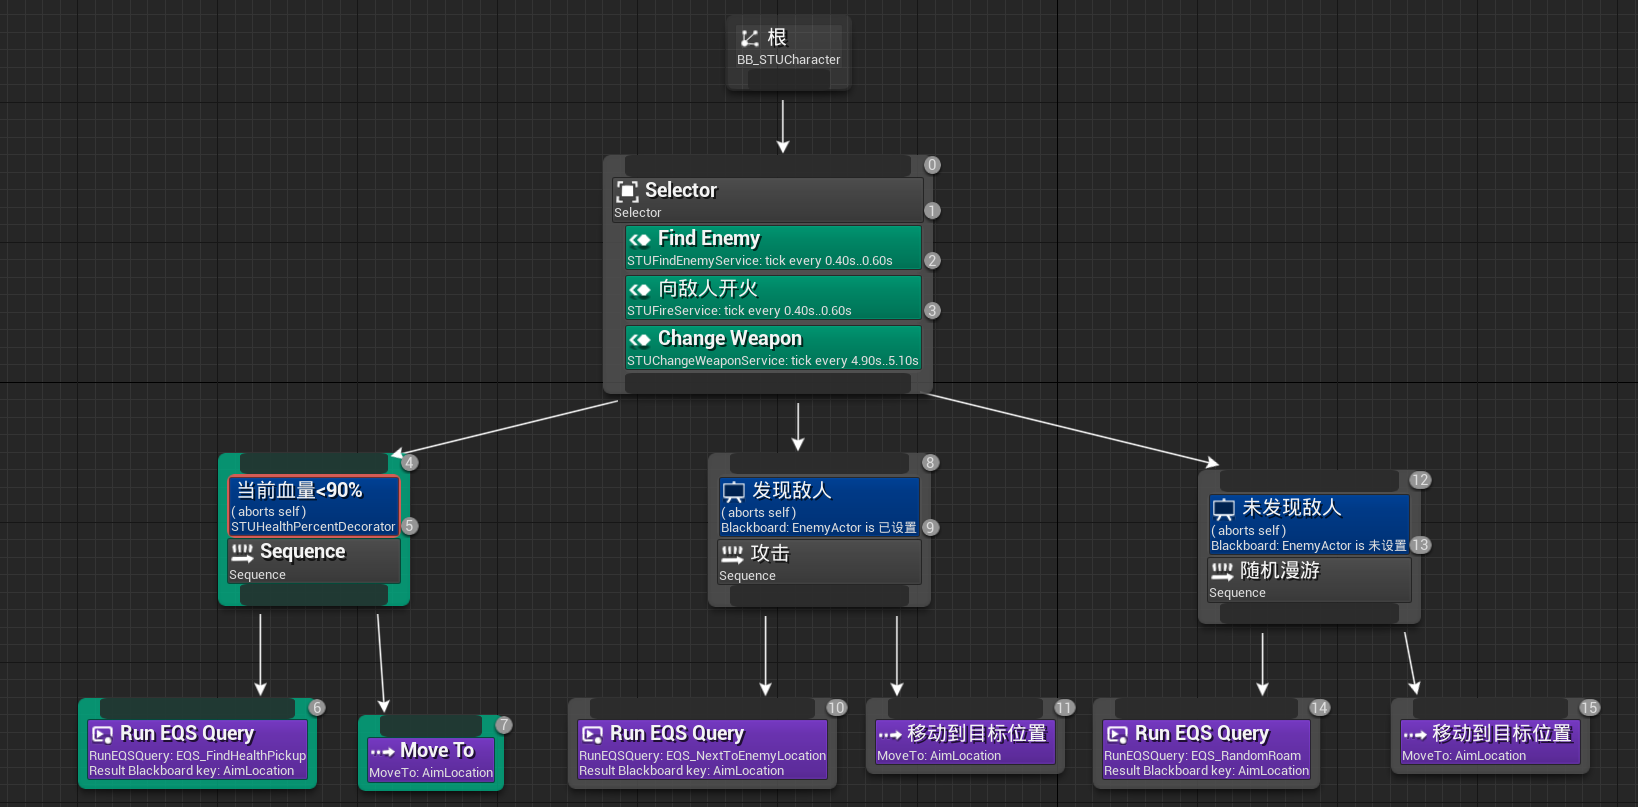 根
BB_STUCharacter
0
Selector
Selector
1
Find Enemy
STUFindEnemyService: tick every 0.40s..0.60s
2
向敌人开火
STUFireService: tick every 0.40s..0.60s
3
Change Weapon
STUChangeWeaponService: tick every 4.90s..5.10s
4
当前血量<90%
( aborts self )
STUHealthPercentDecorator
5
Sequence
Sequence
8
发现敌人
( aborts self )
Blackboard: EnemyActor is 已设置
9
攻击
Sequence
12
未发现敌人
( aborts self )
Blackboard: EnemyActor is 未设置
13
随机漫游
Sequence
6
Run EQS Query
RunEQSQuery: EQS_FindHealthPickup
Result Blackboard key: AimLocation
7
Move To
MoveTo: AimLocation
10
Run EQS Query
RunEQSQuery: EQS_NextToEnemyLocation
Result Blackboard key: AimLocation
11
移动到目标位置
MoveTo: AimLocation
14
Run EQS Query
RunEQSQuery: EQS_RandomRoam
Result Blackboard key: AimLocation
15
移动到目标位置
MoveTo: AimLocation